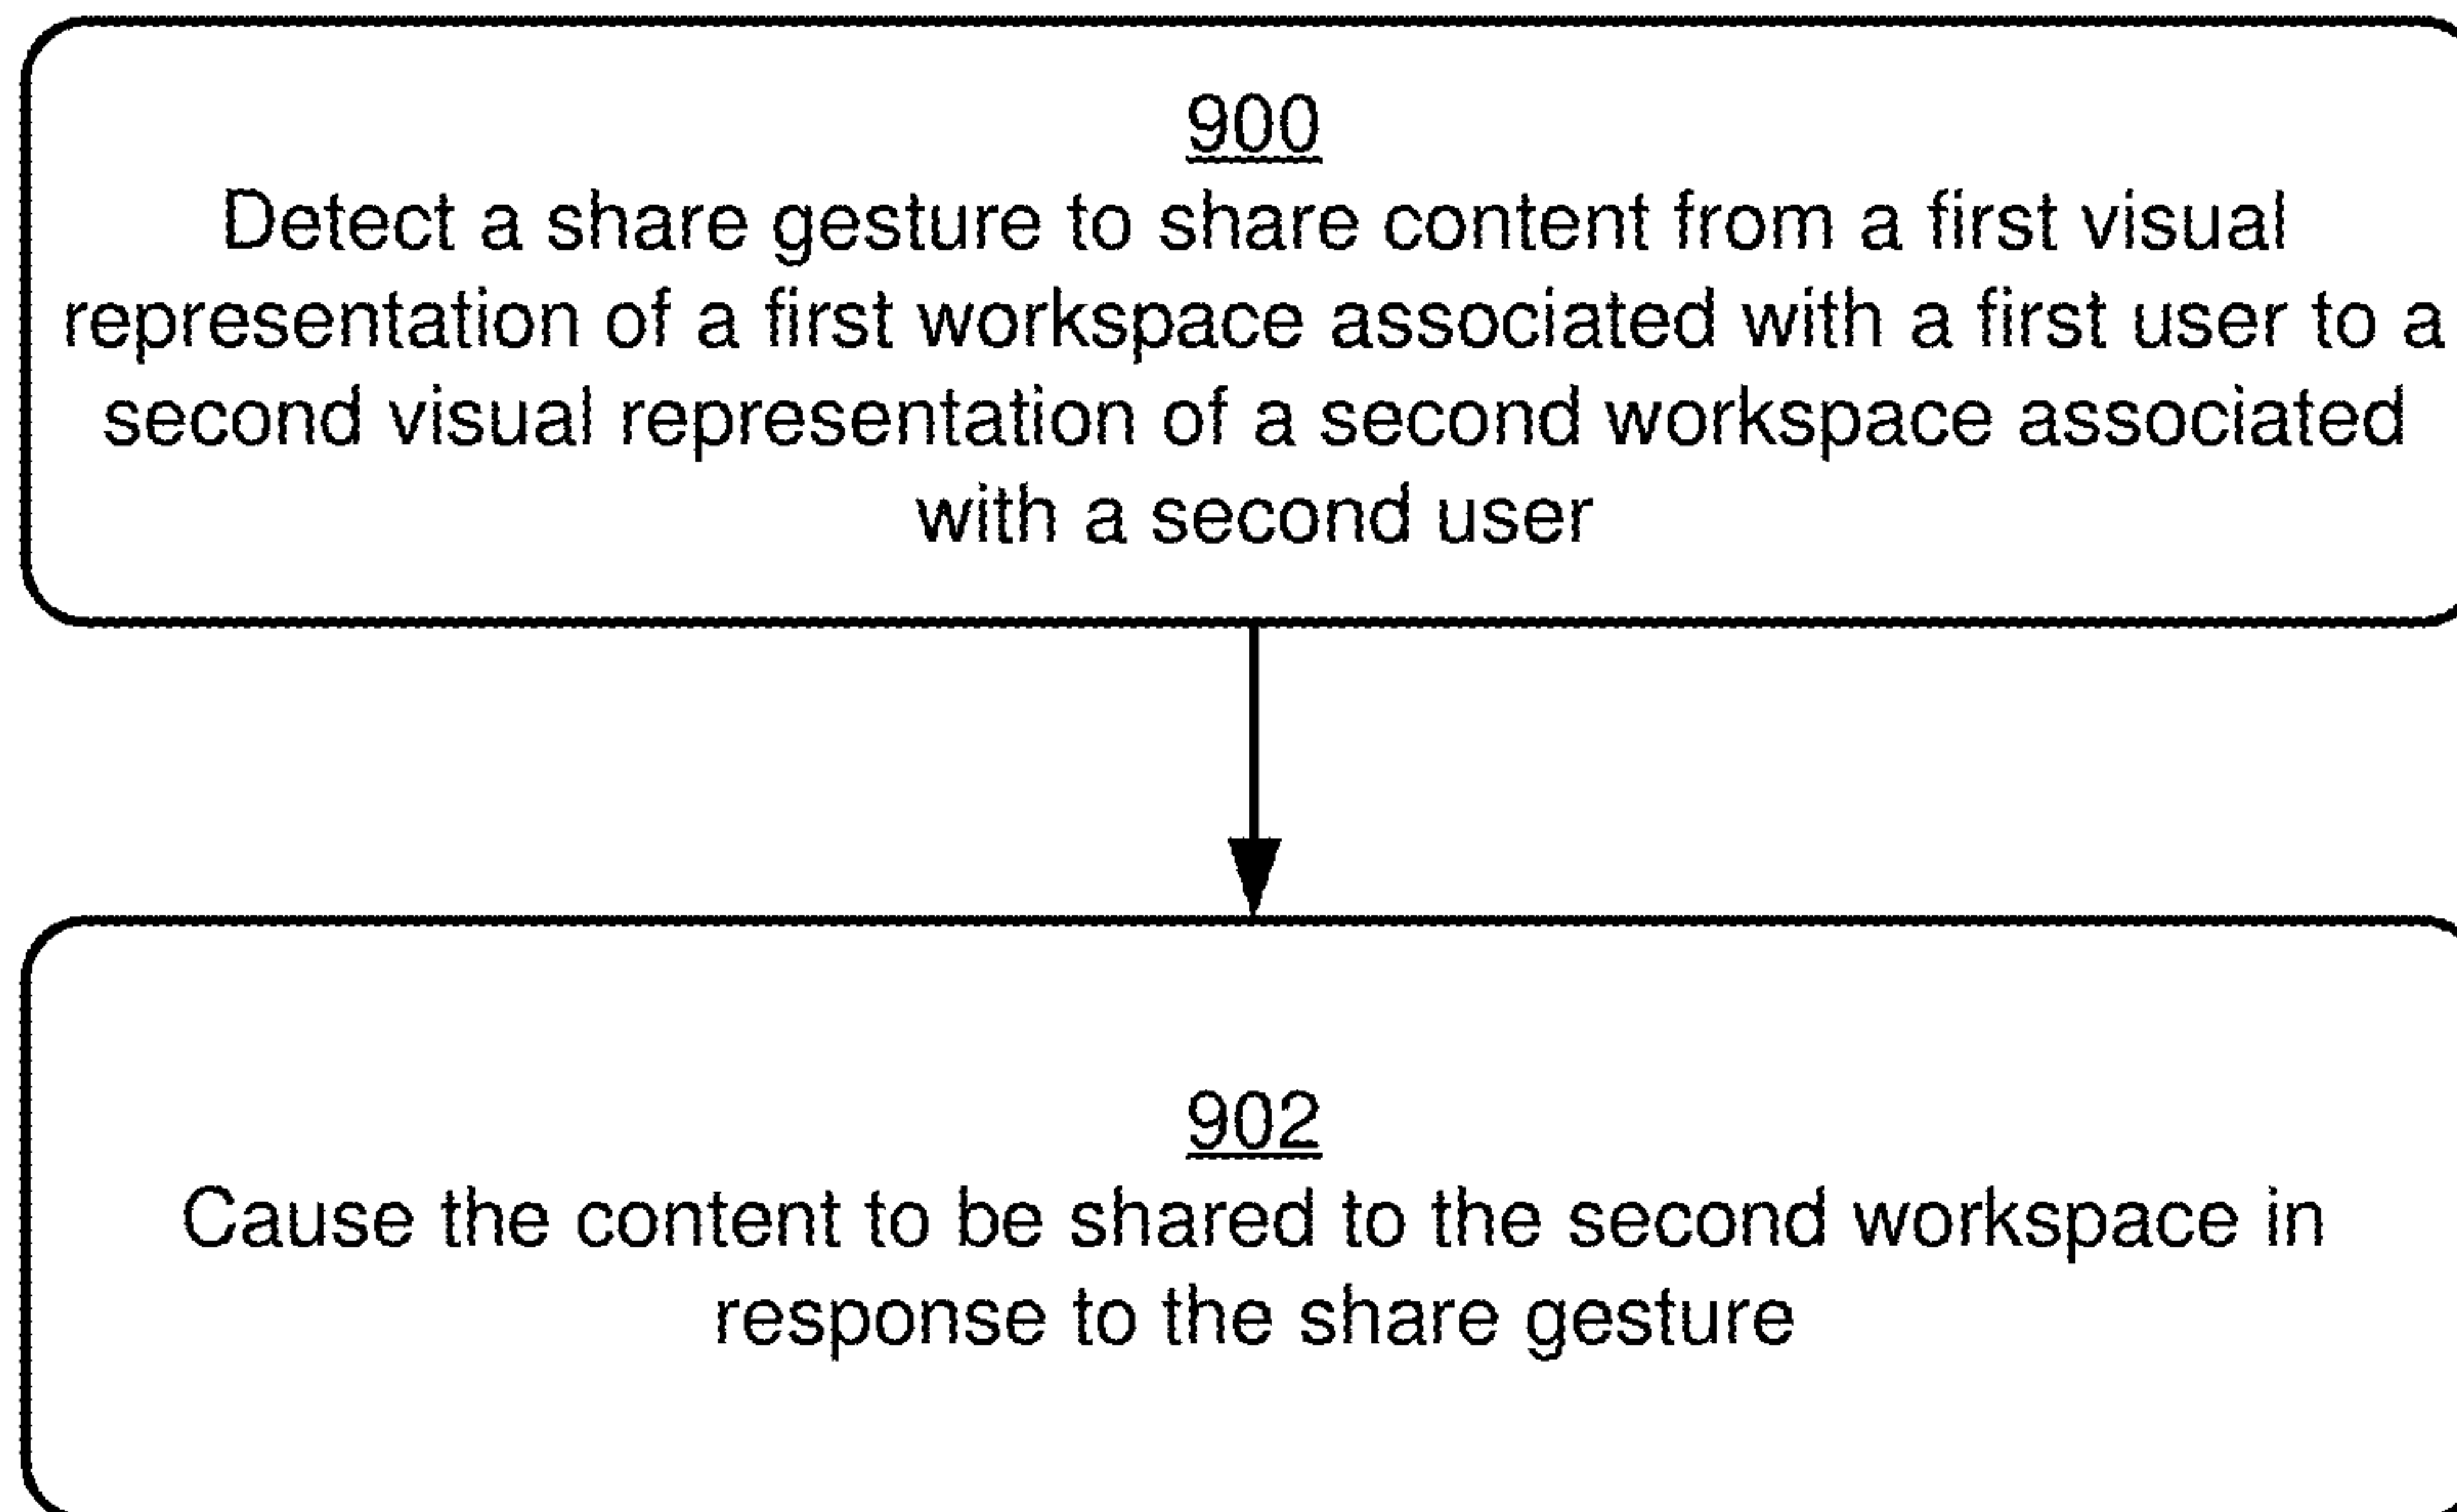 900
Detect a share gesture to share content from a first visual
representation of a first workspace associated with a first user to a
second visual representation of a second workspace associated
with a second user
902
Cause the content to be shared to the second workspace in
response to the share gesture